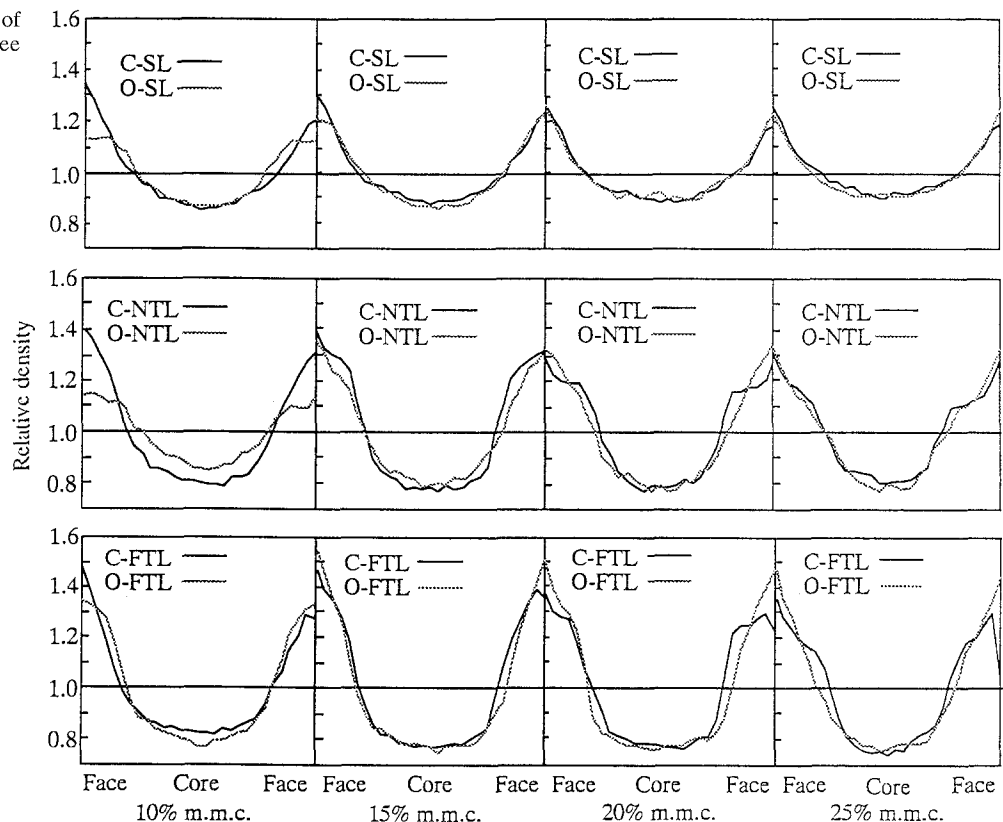 of
ee
1.6
1.4
1.2
1.0
0.8
C-SL
O-SL
C-SL
O-SL
C-SL
O-SL
C-SL
O-SL
Relative density
1.6
1.4
1.2
1.0
0.8
C-NTL
O-NTL
C-NTL
O-NTL
C-NTL
O-NTL
C-NTL
O-NTL
1.6
1.4
1.2
1.0
0.8
C-FTL
O-FTL
C-FTL
O-FTL
C-FTL
O-FTL
C-FTL
O-FTL
Face Core Face Face Core Face Face Core Face Face Core Face
10% m.m.c. 15% m.m.c. 20% m.m.c. 25% m.m.c.